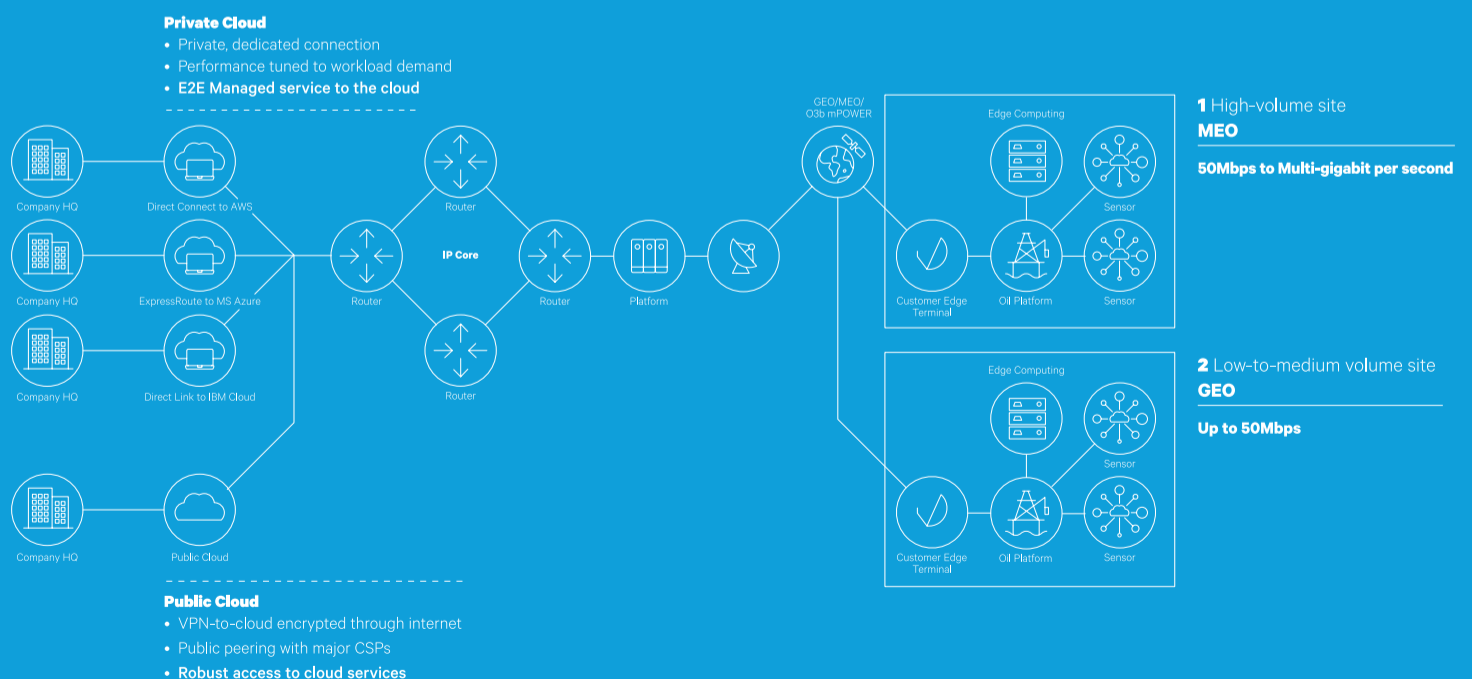 Private Cloud
• Private, dedicated connection
• Performance tuned to workload demand
• E2E Managed service to the cloud
Company HQ
Direct Connect to AWS
Company HQ
ExpressRoute to MS Azure
Company HQ
Direct Link to IBM Cloud
Company HQ
Public Cloud
Router
Router
IP Core
Router
Router
Platform
GEO/MEO/
O3b mPOWER
Edge Computing
Sensor
Customer Edge
Terminal
Oil Platform
Sensor
1 High-volume site
MEO
50Mbps to Multi-gigabit per second
Edge Computing
Sensor
Customer Edge
Terminal
Oil Platform
Sensor
2 Low-to-medium volume site
GEO
Up to 50Mbps
Public Cloud
• VPN-to-cloud encrypted through internet
• Public peering with major CSPs
• Robust access to cloud services